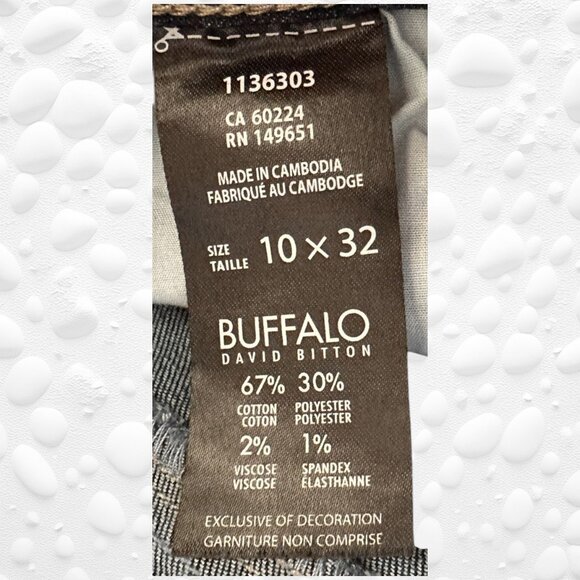 1136303
CA 60224
RN 149651
MADE IN CAMBODIA
FABRIQUÉ AU CAMBODGE
SIZE
TAILLE 10 x 32
BUFFALO
DAVID BITTON
67% 30%
COTTON POLYESTER
COTON POLYESTER
2% 1%
VISCOSE SPANDEX
VISCOSE ÉLASTHANNE
EXCLUSIVE OF DECORATION
GARNITURE NON COMPRISE